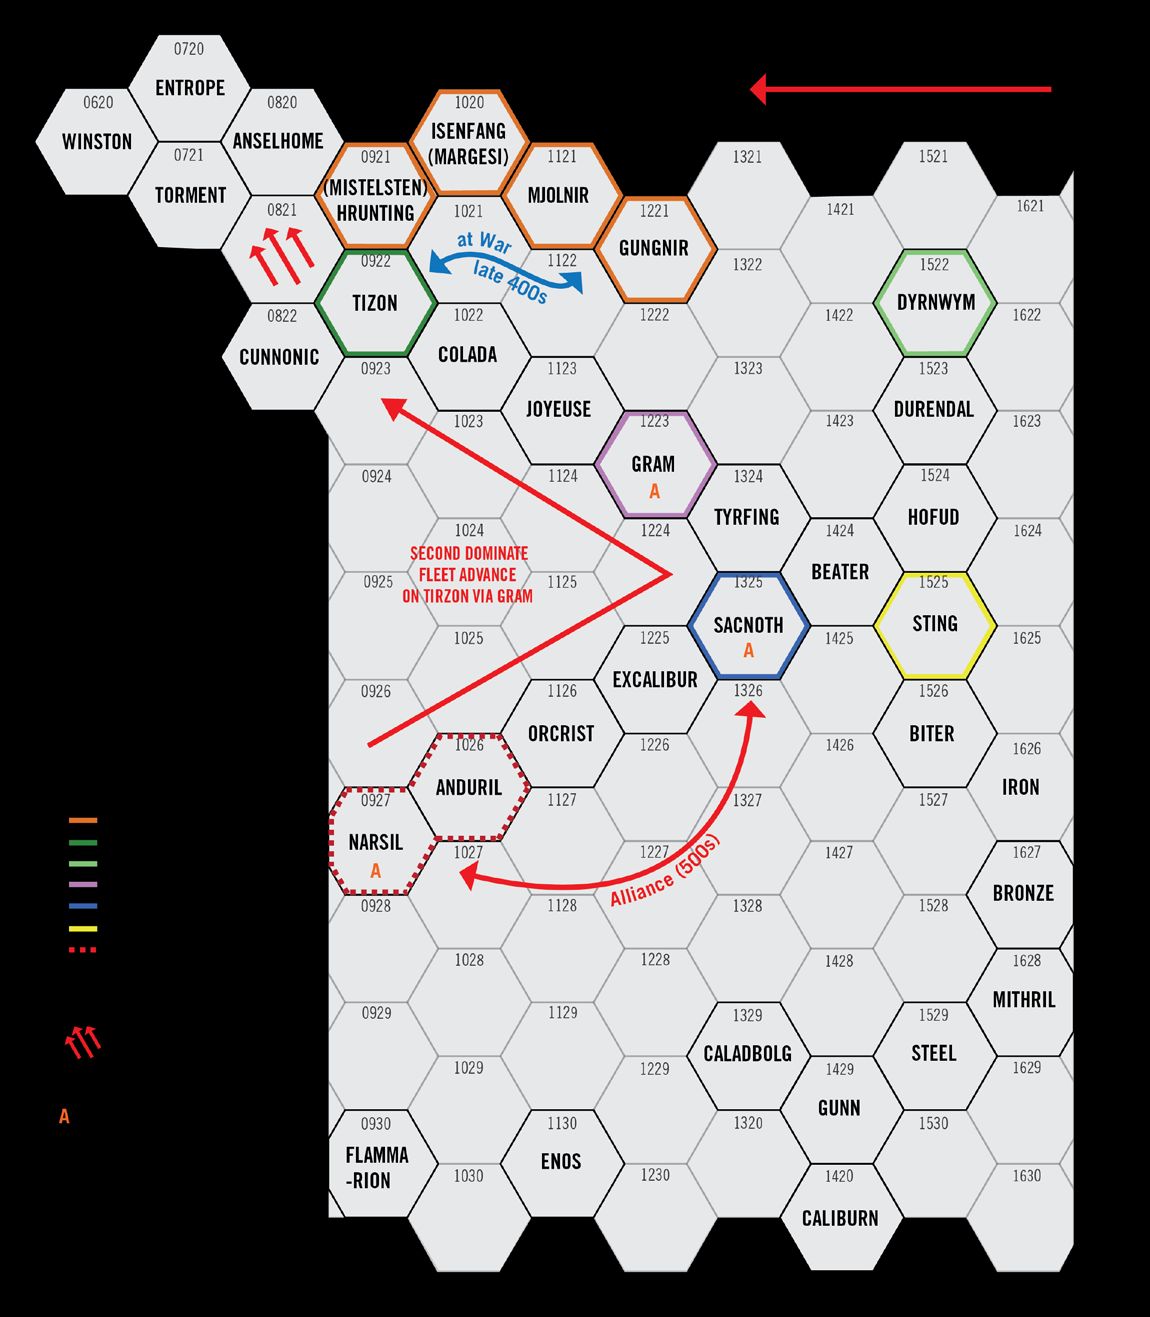 0720
ENTROPE
0620
WINSTON
0820
ANSELHOME
0721
TORMENT
1020
ISENFANG
(MARGESI)
0921
(MISTELSTEN)
HRUNTING
1121
MJOLNIR
1321
1521
0821
1021
1221
GUNGNIR
1421
1621
at War
late 400s
0922
TIZON
1122
1322
1522
DYRNWYM
0822
CUNNONIC
1022
COLADA
1222
1422
1622
0923
1123
JOYEUSE
1323
1523
DURENDAL
1023
1223
GRAM
A
1423
1623
0924
1124
1324
TYRFING
1524
HOFUD
1024
SECOND DOMINATE
FLEET ADVANCE
ON TIRZON VIA GRAM
1224
1424
BEATER
1624
0925
1125
1325
SACNOTH
A
1525
STING
1025
1225
EXCALIBUR
1425
1625
0926
1126
ORCRIST
1326
1526
BITER
1026
ANDURIL
1226
1426
1626
IRON
0927
NARSIL
A
1127
1327
1527
1027
1227
Alliance (500s)
1427
1627
BRONZE
0928
1128
1328
1528
1028
1228
1428
1628
MITHRIL
0929
1129
1329
CALADBOLG
1529
STEEL
1029
1229
1429
GUNN
1629
A
0930
FLAMMA
-RION
1130
ENOS
1320
1530
1030
1230
1420
CALIBURN
1630